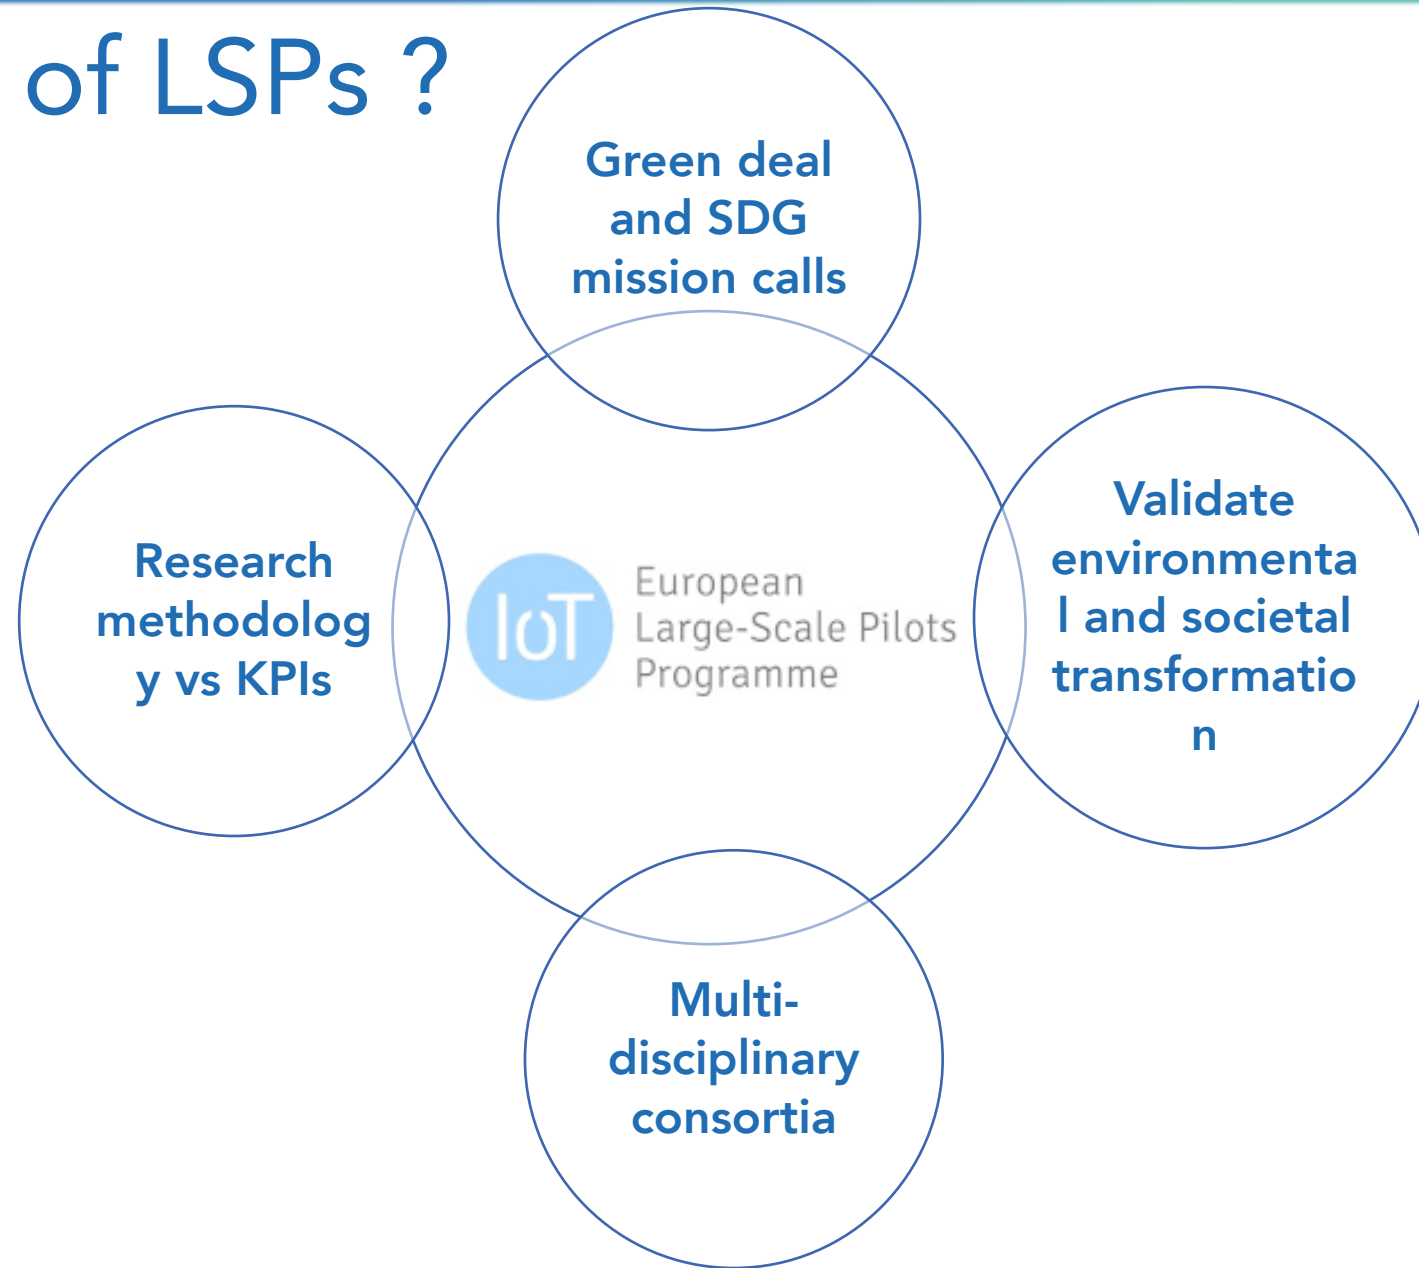 of LSPs ?
Green deal
and SDG
mission calls
Research
methodolog
y vs KPIs
IoT
European
Large-Scale Pilots
Programme
Validate
environmenta
l and societal
transformatio
n
Multi-
disciplinary
consortia